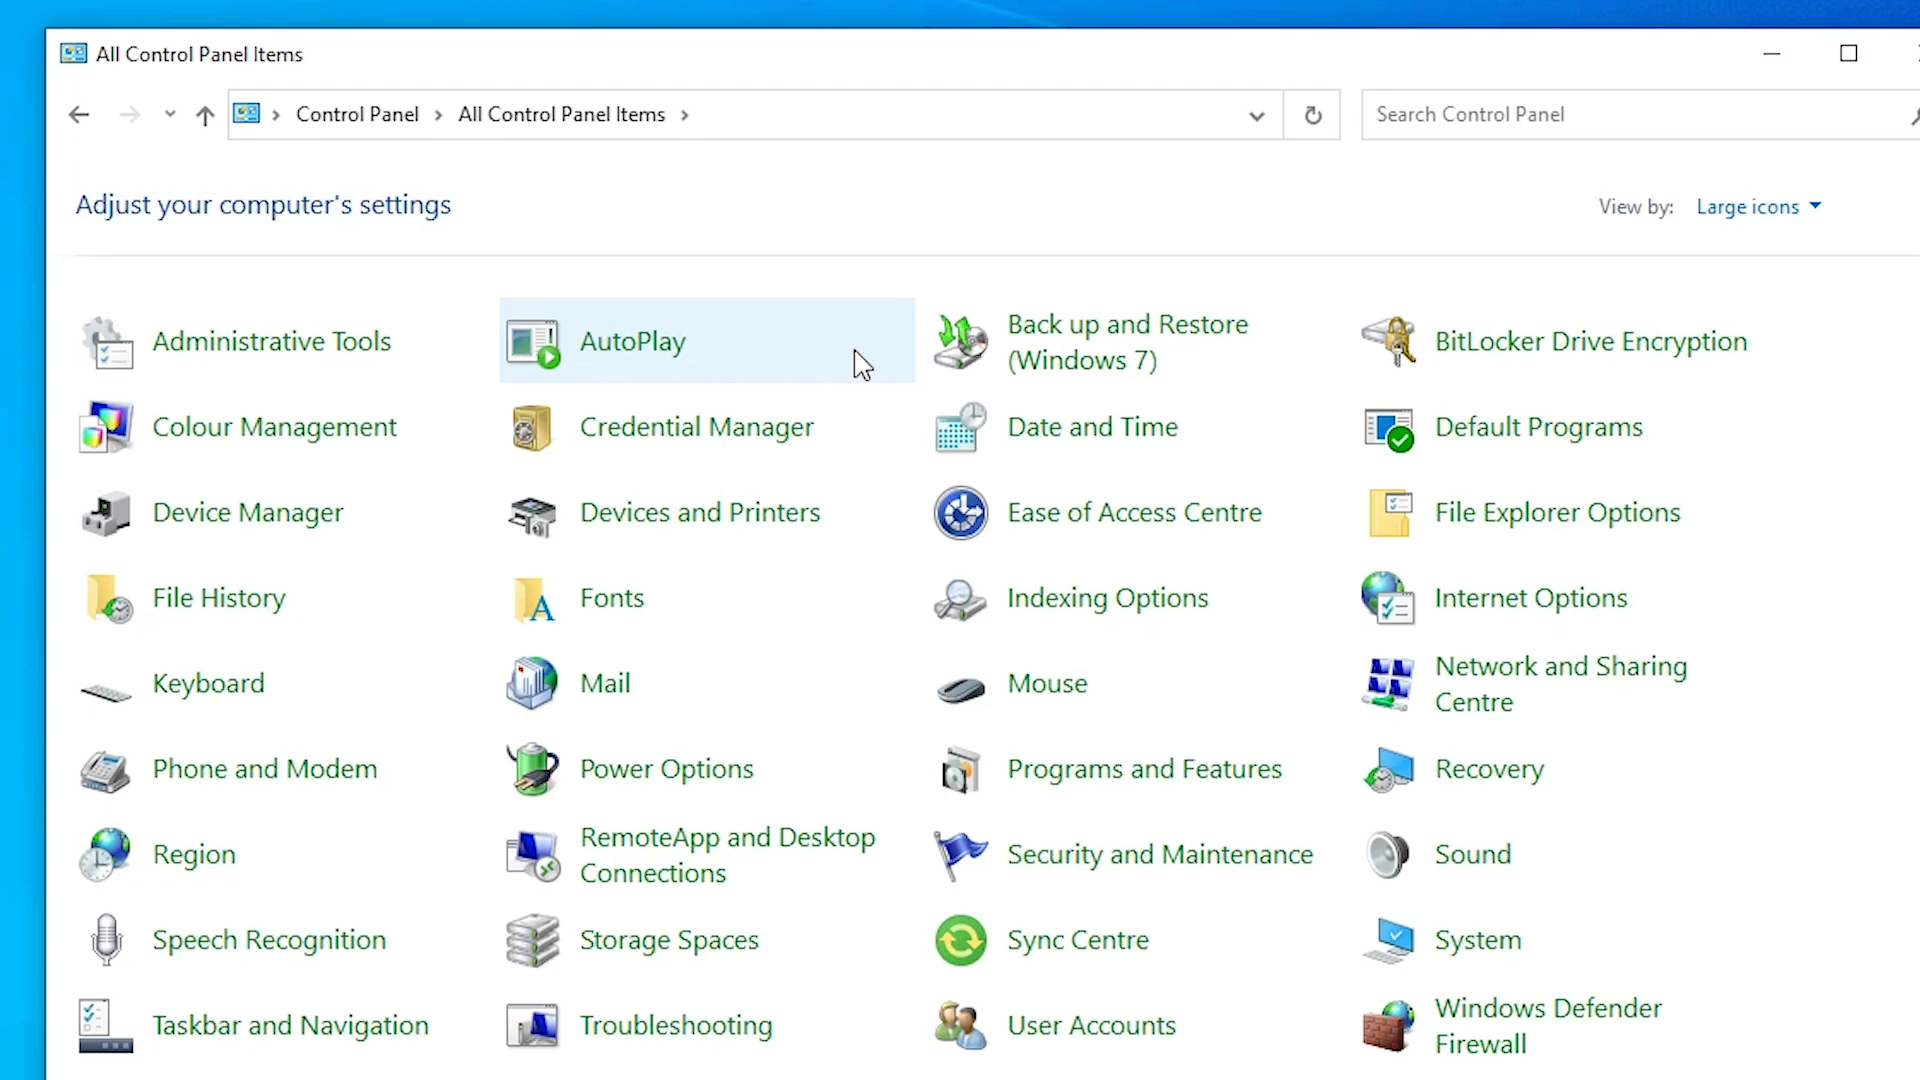 All Control Panel Items
Control Panel
All Control Panel Items
Search Control Panel
Adjust your computer's settings
View by: Large icons
Administrative Tools
AutoPlay
Back up and Restore
(Windows 7)
BitLocker Drive Encryption
Colour Management
Credential Manager
Date and Time
Default Programs
Device Manager
Devices and Printers
Ease of Access Centre
File Explorer Options
File History
Fonts
Indexing Options
Internet Options
Keyboard
Mail
Mouse
Network and Sharing
Centre
Phone and Modem
Power Options
Programs and Features
Recovery
Region
RemoteApp and Desktop
Connections
Security and Maintenance
Sound
Speech Recognition
Storage Spaces
Sync Centre
System
Taskbar and Navigation
Troubleshooting
User Accounts
Windows Defender
Firewall